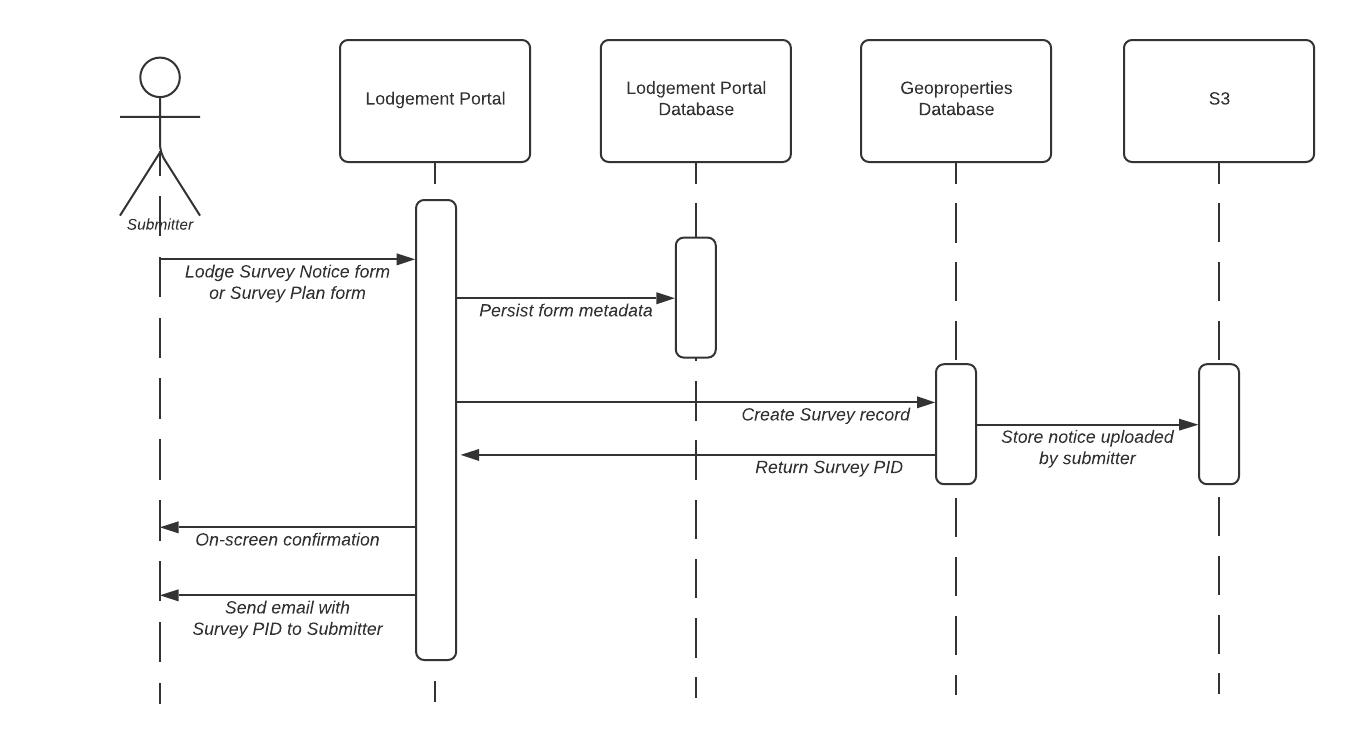 Lodgement Portal
Lodgement Portal
Database
Geoproperties
Database
S3
Submitter
Lodge Survey Notice form
or Survey Plan form
Persist form metadata
Create Survey record
Store notice uploaded
by submitter
Return Survey PID
On-screen confirmation
Send email with
Survey PID to Submitter